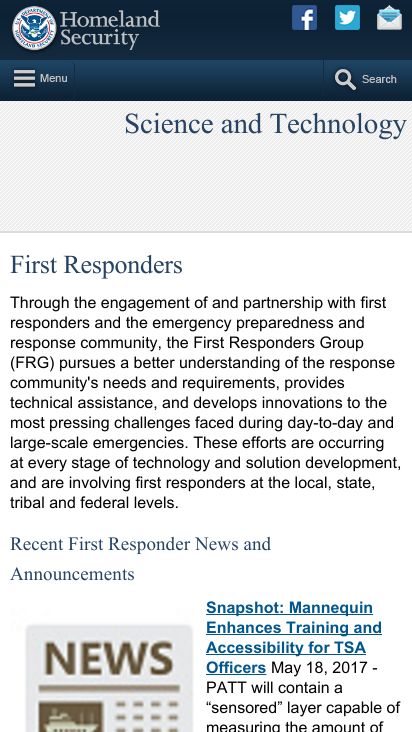 Homeland
Security
Menu
Search
Science and Technology
First Responders
Through the engagement of and partnership with first
responders and the emergency preparedness and
response community, the First Responders Group
(FRG) pursues a better understanding of the response
community's needs and requirements, provides
technical assistance, and develops innovations to the
most pressing challenges faced during day-to-day and
large-scale emergencies. These efforts are occurring
at every stage of technology and solution development,
and are involving first responders at the local, state,
tribal and federal levels.
Recent First Responder News and
Announcements
NEWS
Snapshot: Mannequin
Enhances Training and
Accessibility for TSA
Officers May 18, 2017 -
PATT will contain a
“sensored” layer capable of
measuring the amount of